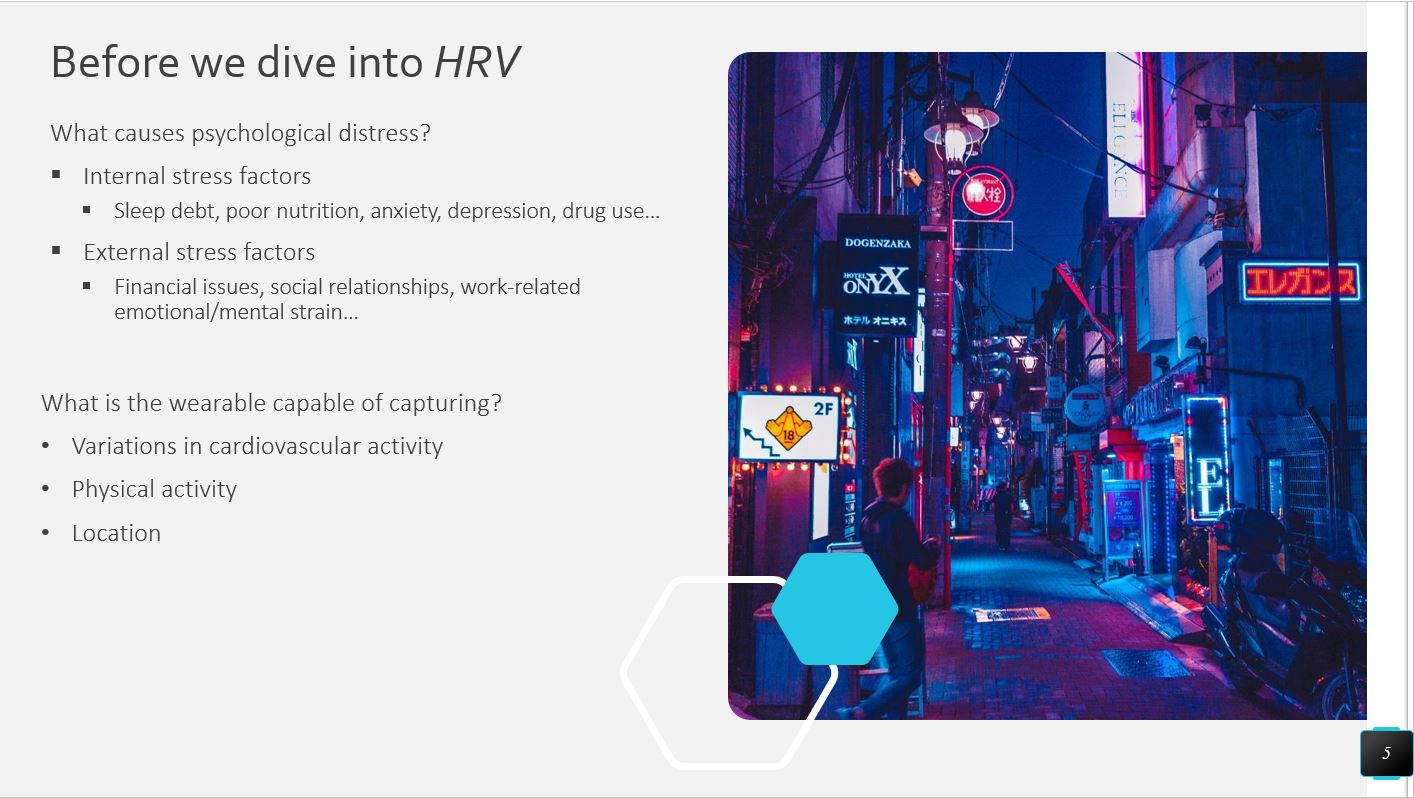 Before we dive into HRV
What causes psychological distress?
Internal stress factors
Sleep debt, poor nutrition, anxiety, depression, drug use...
External stress factors
Financial issues, social relationships, work-related
emotional/mental strain...
What is the wearable capable of capturing?
Variations in cardiovascular activity
Physical activity
Location
ELEGANCE
DOGENZAKA
HOTEL
ONYX
ホテル オニキス
エレガンス
2F
18
5